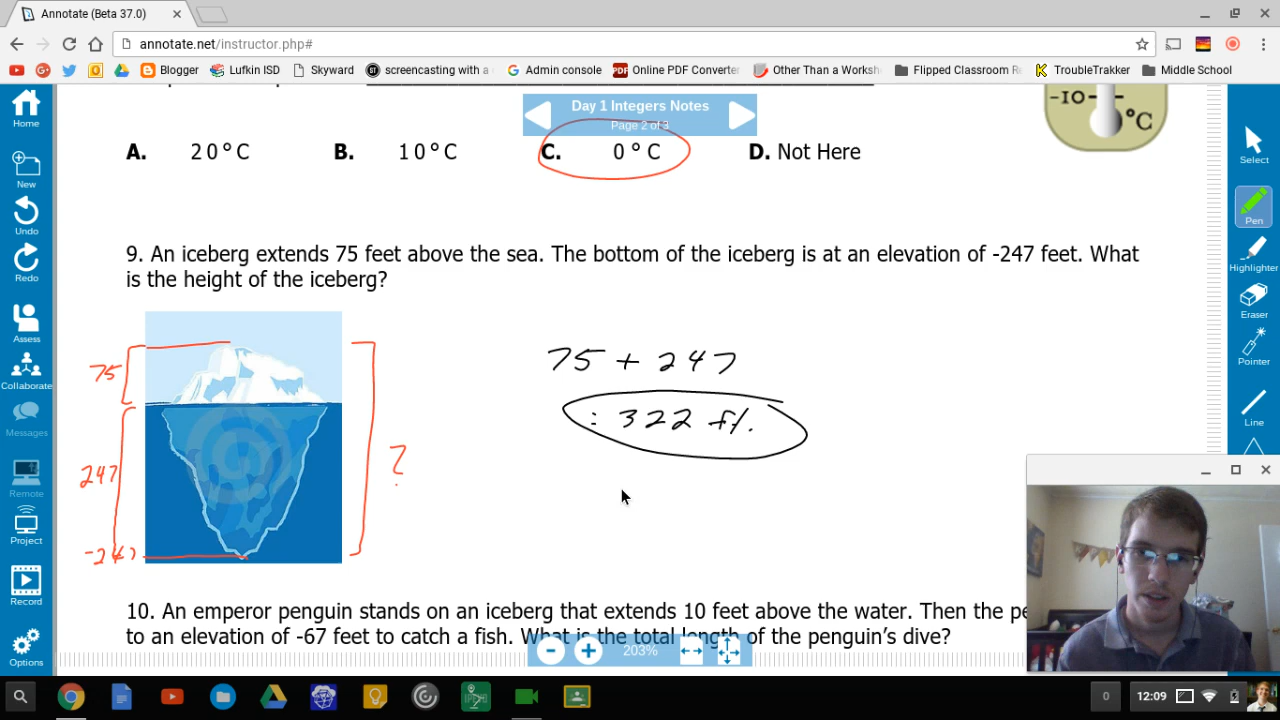 Annotate (Beta 37.0)
annotate.net/instructor.php#
Blogger Lufkin ISD Skyward screencasting with a Admin console Online PDF Converter Other Than a Worksh Flipped Classroom R TroubleTrakker Middle School
Home
New
Undo
Redo
Assess
Collaborate
Messages
Remote
Project
Record
Options
Day 1 Integers Notes
Page 2 of 3
-10
°C
A. 20°C B. 10°C C. 0°C D. Not Here
9. An iceberg extends 75 feet above the sea. The bottom of the iceberg is at an elevation of -247 feet. What
is the height of the iceberg?
75
247
-247
?
75 + 247
: 322 ft.
10. An emperor penguin stands on an iceberg that extends 10 feet above the water. Then the pe
to an elevation of -67 feet to catch a fish. What is the total length of the penguin's dive?
203%
Select
Pen
Highlighter
Eraser
Pointer
Line
0 12:09